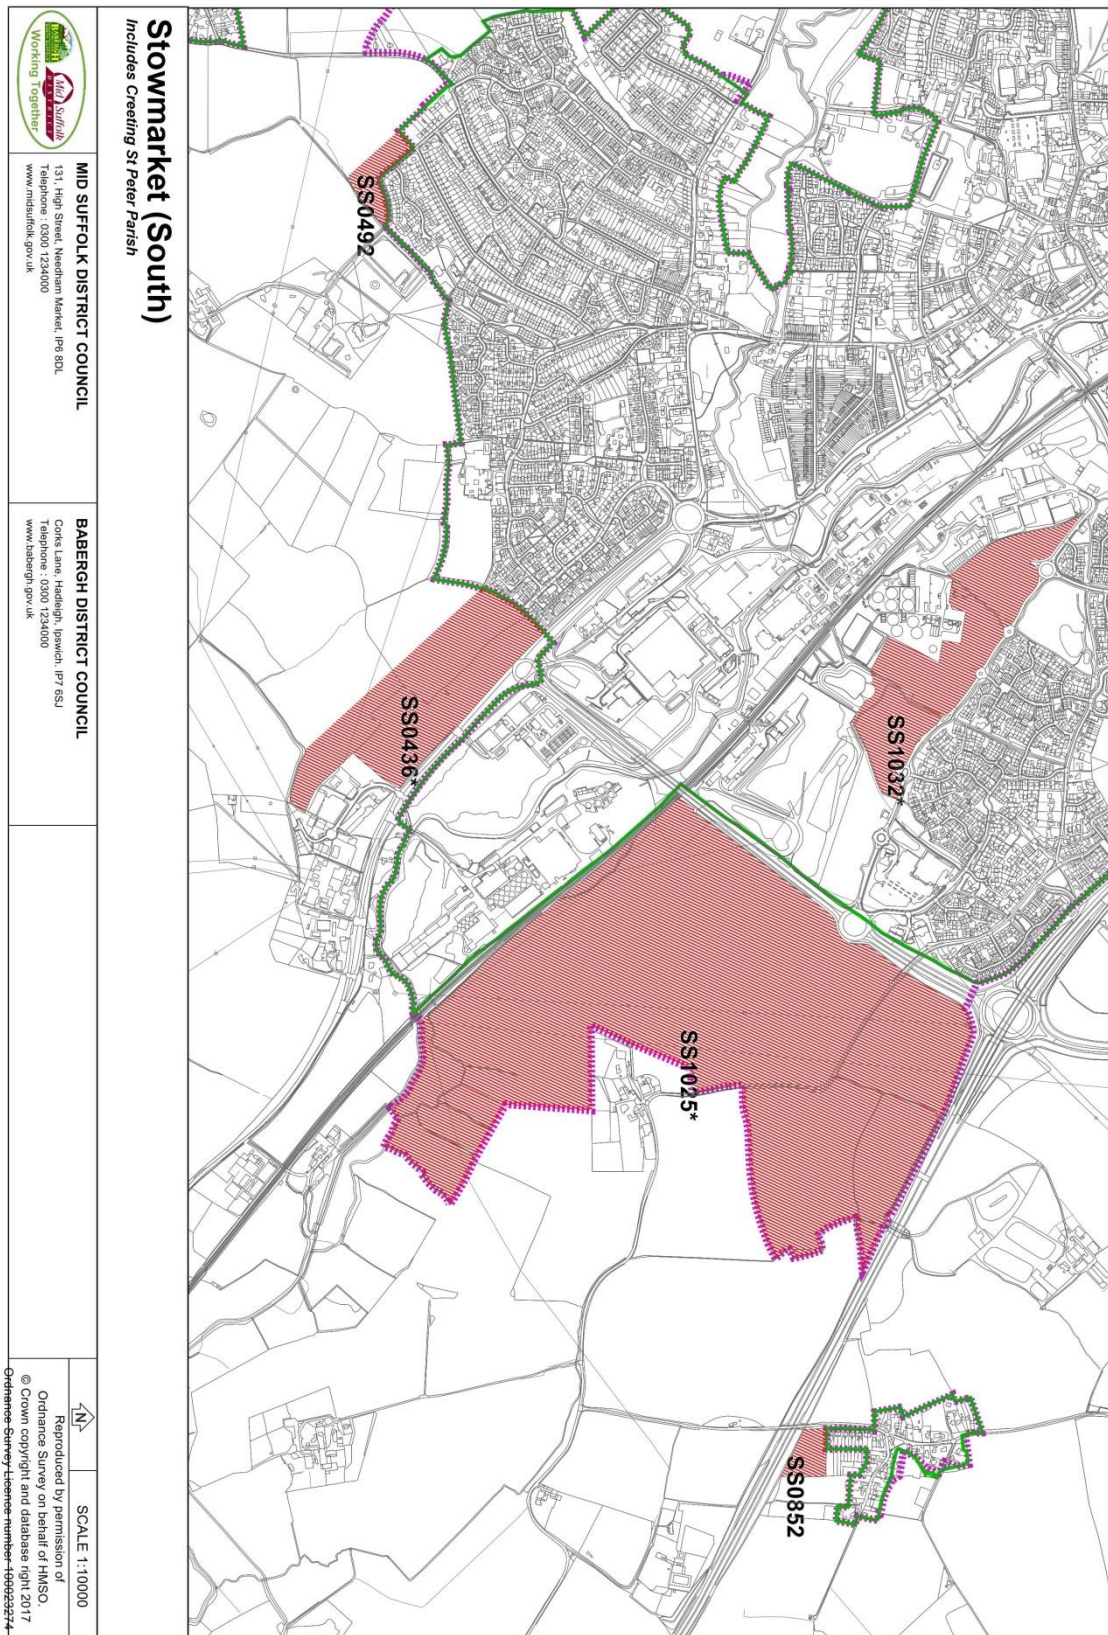 Stowmarket (South)
Includes Creeting St Peter Parish
SS0492
SS0436*
SS1032*
SS1025*
SS0852
BABERGH
Mid Suffolk
DISTRICT
Working Together
MID SUFFOLK DISTRICT COUNCIL
131, High Street, Needham Market, IP6 8DL
Telephone : 0300 1234000
www.midsuffolk.gov.uk
BABERGH DISTRICT COUNCIL
Corks Lane, Hadleigh, Ipswich. IP7 6SJ
Telephone : 0300 1234000
www.babergh.gov.uk
N
SCALE 1:10000
Reproduced by permission of
Ordnance Survey on behalf of HMSO.
© Crown copyright and database right 2017
Ordnance Survey Licence number 100023274